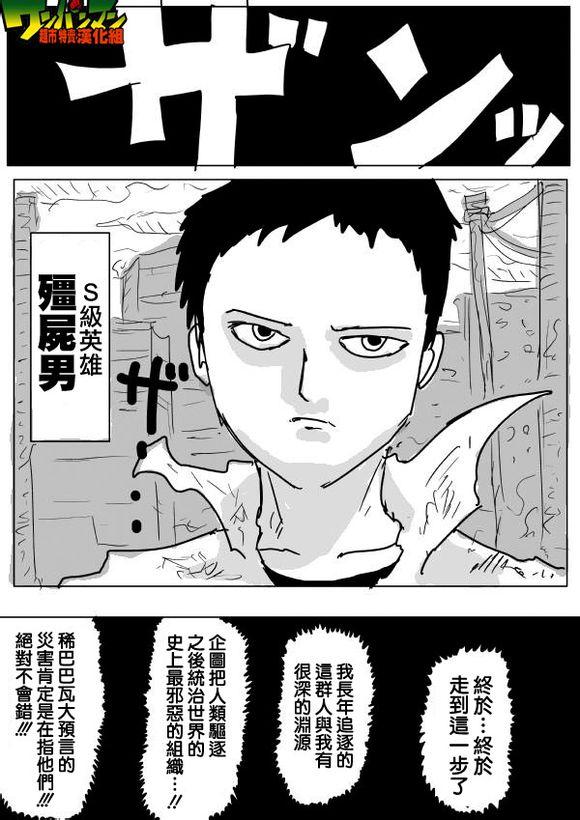 ワンパンマン
超市特賣漢化組
ザンッ
S級英雄
殭屍男
ザ・・・・
終於…終於
走到這一步了
我長年追逐的
這群人與我有
很深的淵源
企圖把人類驅逐
之後統治世界的
史上最邪惡的組織…!!
稀巴巴瓦大預言的
災害肯定是在指他們!!!
絕對不會錯!!!